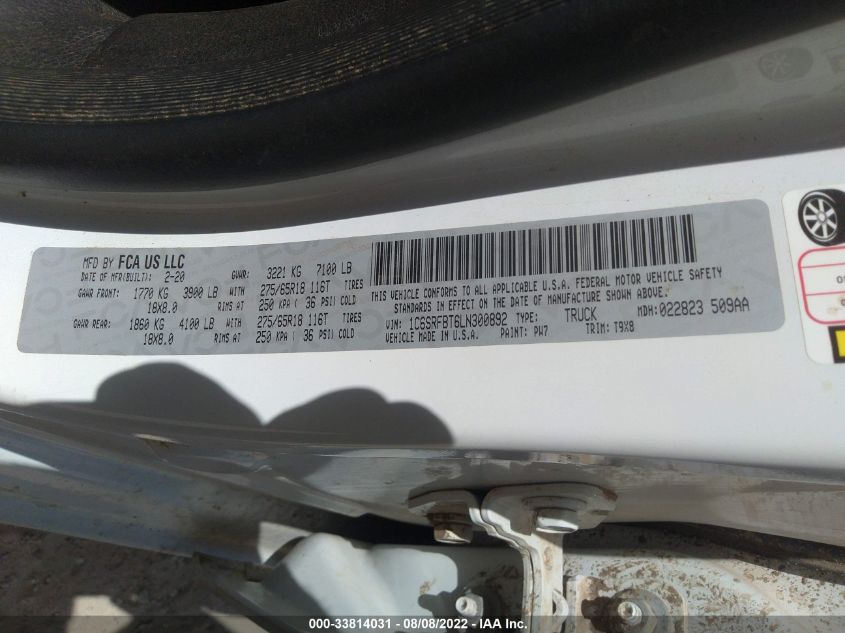 MFD BY FCA US LLC
DATE OF MFR(BUILT): 2-20 GVWR: 3221 KG 7100 LB
GAWR FRONT: 1770 KG 3900 LB WITH 275/65R18 116T TIRES
18X8.0 RIMS AT 250 KPA ( 36 PSI) COLD
GAWR REAR: 1860 KG 4100 LB WITH 275/65R18 116T TIRES
18X8.0 RIMS AT 250 KPA ( 36 PSI) COLD
THIS VEHICLE CONFORMS TO ALL APPLICABLE U.S.A. FEDERAL MOTOR VEHICLE SAFETY
STANDARDS IN EFFECT ON THE DATE OF MANUFACTURE SHOWN ABOVE.
VIN: 1C6SRFBT6LN300892 TYPE: TRUCK MDH: 022823 509AA
VEHICLE MADE IN U.S.A. PAINT: PW7 TRIM: T9X8
000-33814031 - 08/08/2022 - IAA Inc.